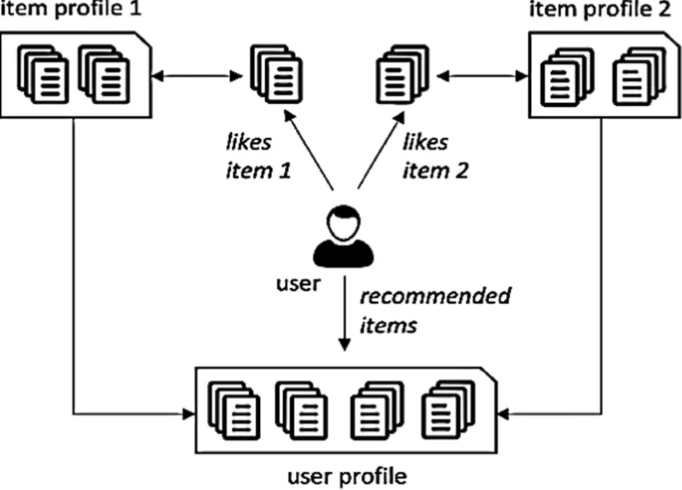 item profile 1
item profile 2
likes
item 1
likes
item 2
user
recommended
items
user profile